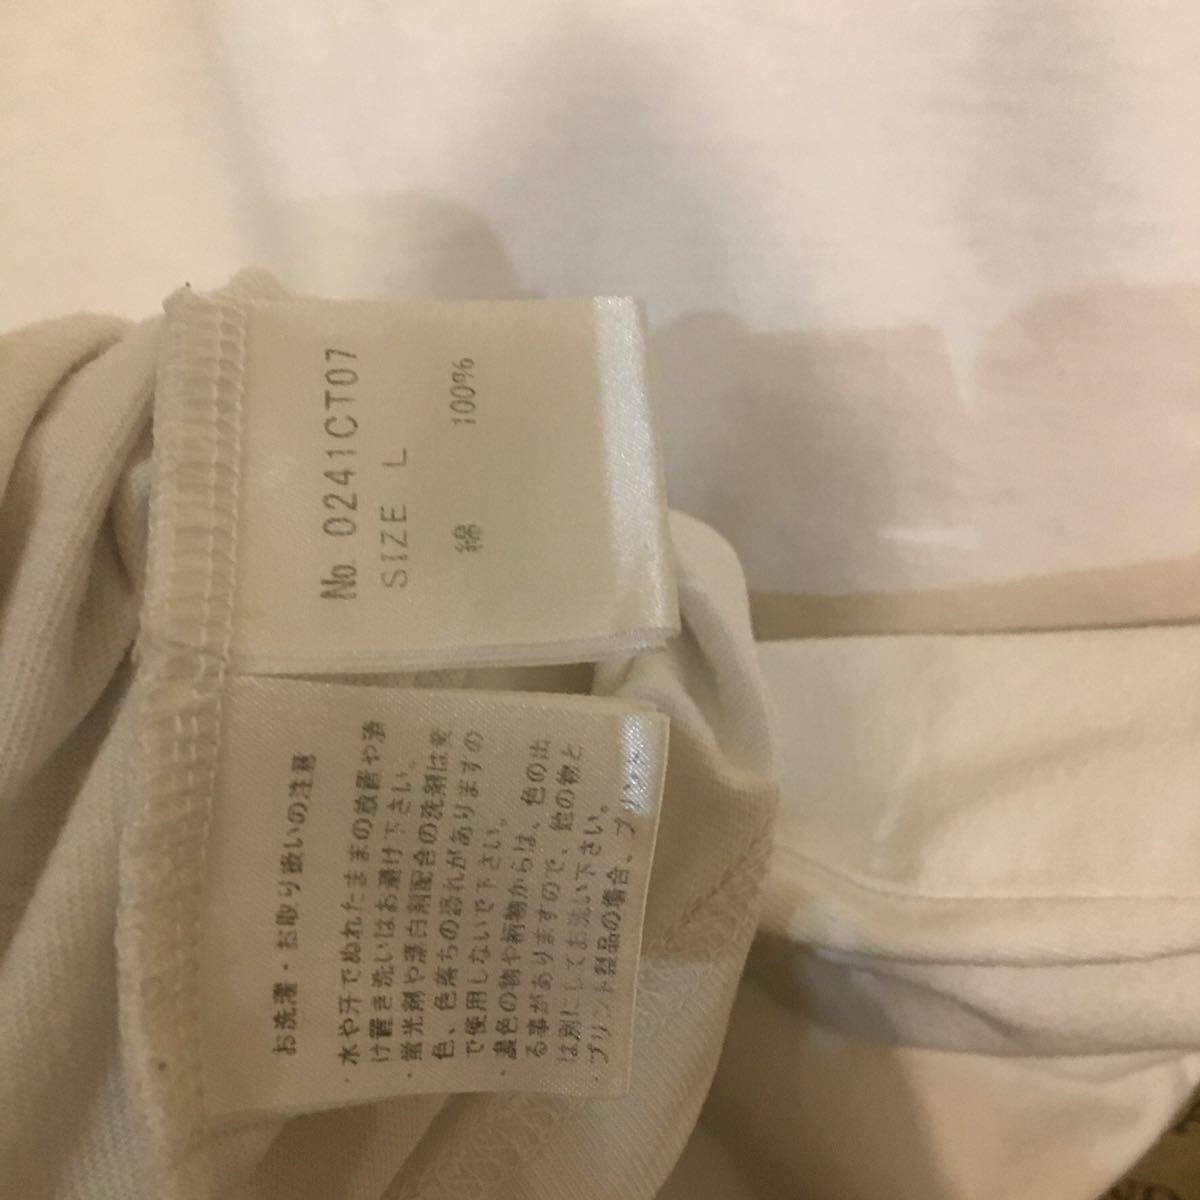 No. 0241CT07
SIZE L
綿 100%
お洗濯・お取り扱いの注意
・水や汗でぬれたままの放置や漬
け置き洗いはお避け下さい。
・蛍光剤や漂白剤配合の洗剤は変
色、色落ちの恐れがありますの
で使用しないで下さい。
・濃色の物や柄物からは、色の出
る事がありますので、他の物と
は別にしてお洗い下さい。
・プリント製品の場合、プリント